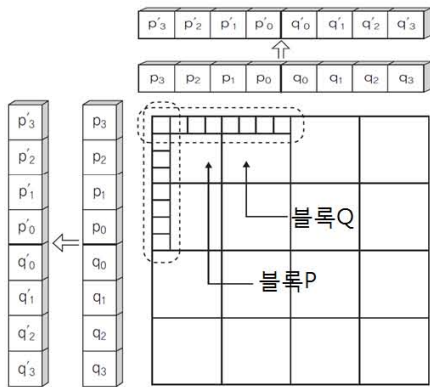 p′3 p′2 p′1 p′0 q′0 q′1 q′2 q′3
p3 p2 p1 p0 q0 q1 q2 q3
p′3
p′2
p′1
p′0
q′0
q′1
q′2
q′3
p3
p2
p1
p0
q0
q1
q2
q3
블록Q
블록P